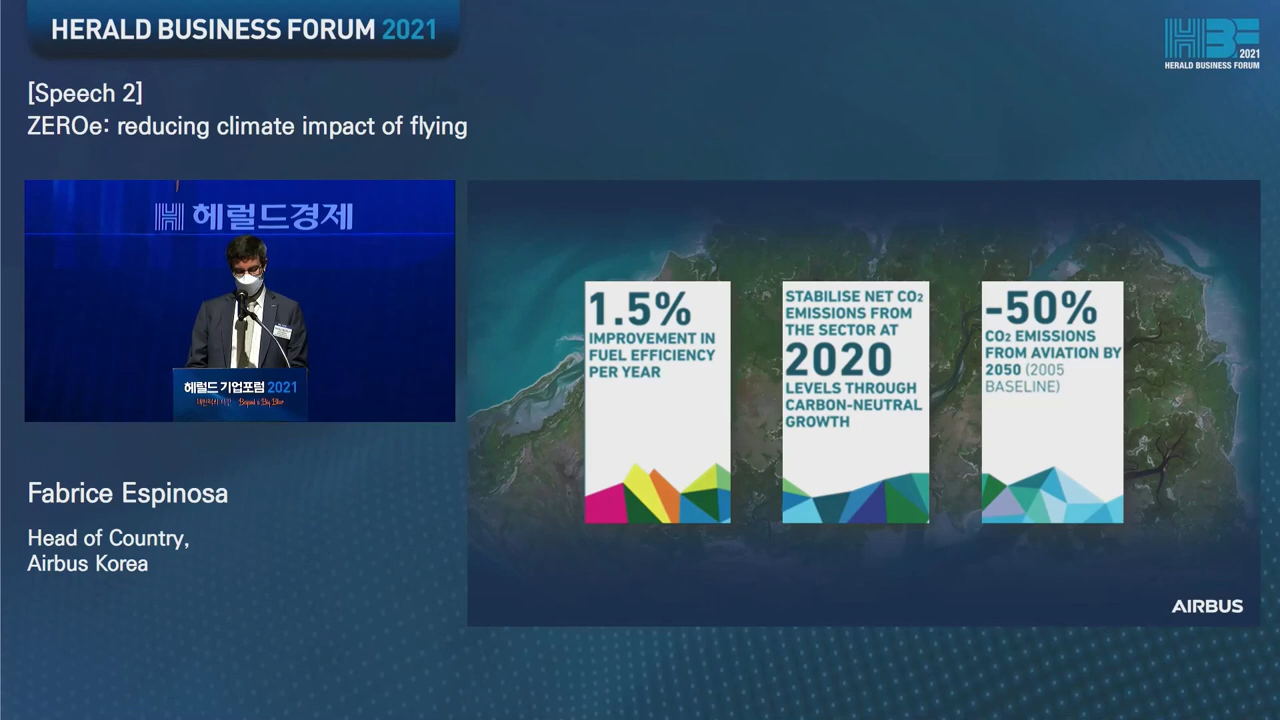 HERALD BUSINESS FORUM 2021
HBF 2021
HERALD BUSINESS FORUM
[Speech 2]
ZEROe: reducing climate impact of flying
헤럴드경제
헤럴드 기업포럼 2021
Fabrice Espinosa
Head of Country,
Airbus Korea
1.5%
IMPROVEMENT IN
FUEL EFFICIENCY
PER YEAR
STABILISE NET CO₂
EMISSIONS FROM
THE SECTOR AT
2020
LEVELS THROUGH
CARBON-NEUTRAL
GROWTH
-50%
CO₂ EMISSIONS
FROM AVIATION BY
2050 (2005
BASELINE)
AIRBUS